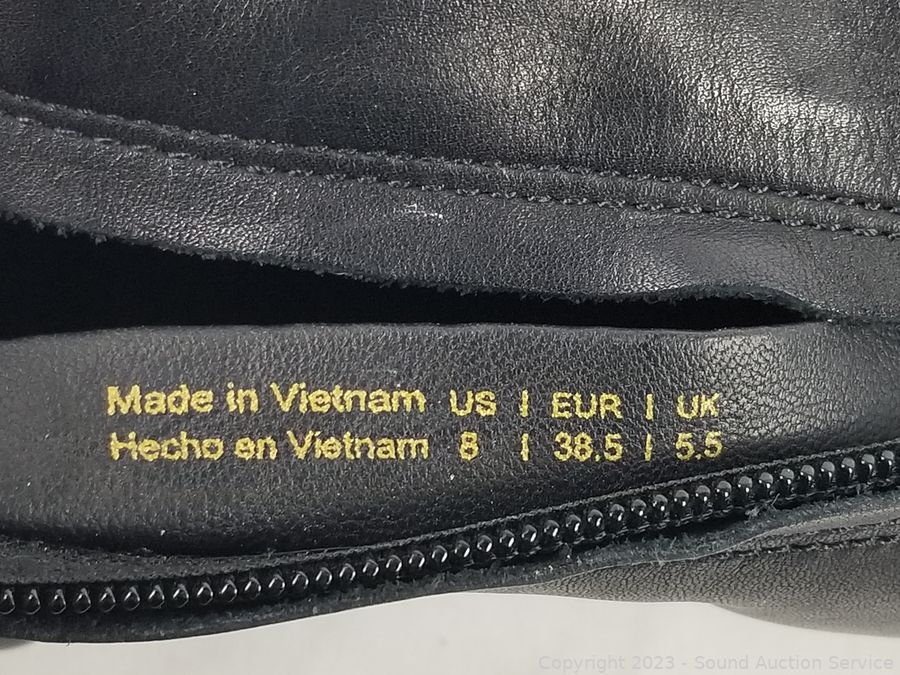 Made in Vietnam US | EUR | UK
Hecho en Vietnam 8 | 38.5 | 5.5
Copyright 2023 - Sound Auction Service